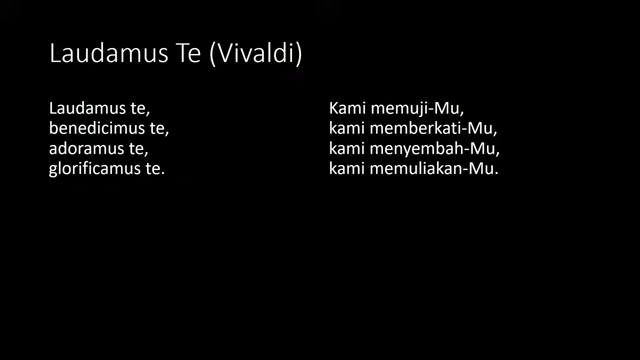 Laudamus Te (Vivaldi)
Laudamus te,
benedicimus te,
adoramus te,
glorificamus te.
Kami memuji-Mu,
kami memberkati-Mu,
kami menyembah-Mu,
kami memuliakan-Mu.